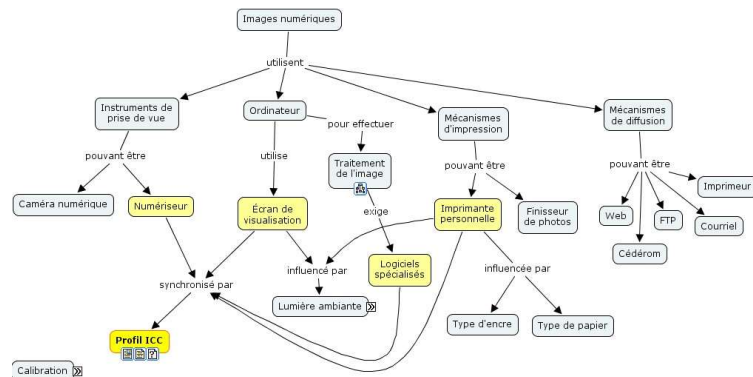 Images numériques
utilisent
Instruments de
prise de vue
Ordinateur
Mécanismes
d'impression
Mécanismes
de diffusion
pour effectuer
pouvant être
utilise
Traitement
de l'image
pouvant être
pouvant être
Imprimeur
Caméra numérique
Numériseur
Écran de
visualisation
exige
Imprimante
personnelle
Finisseur
de photos
Web
FTP
Courriel
Cédérom
synchronisé par
influencé par
Logiciels
spécialisés
influencée par
Lumière ambiante
Type d'encre
Type de papier
Profil ICC
?
Calibration